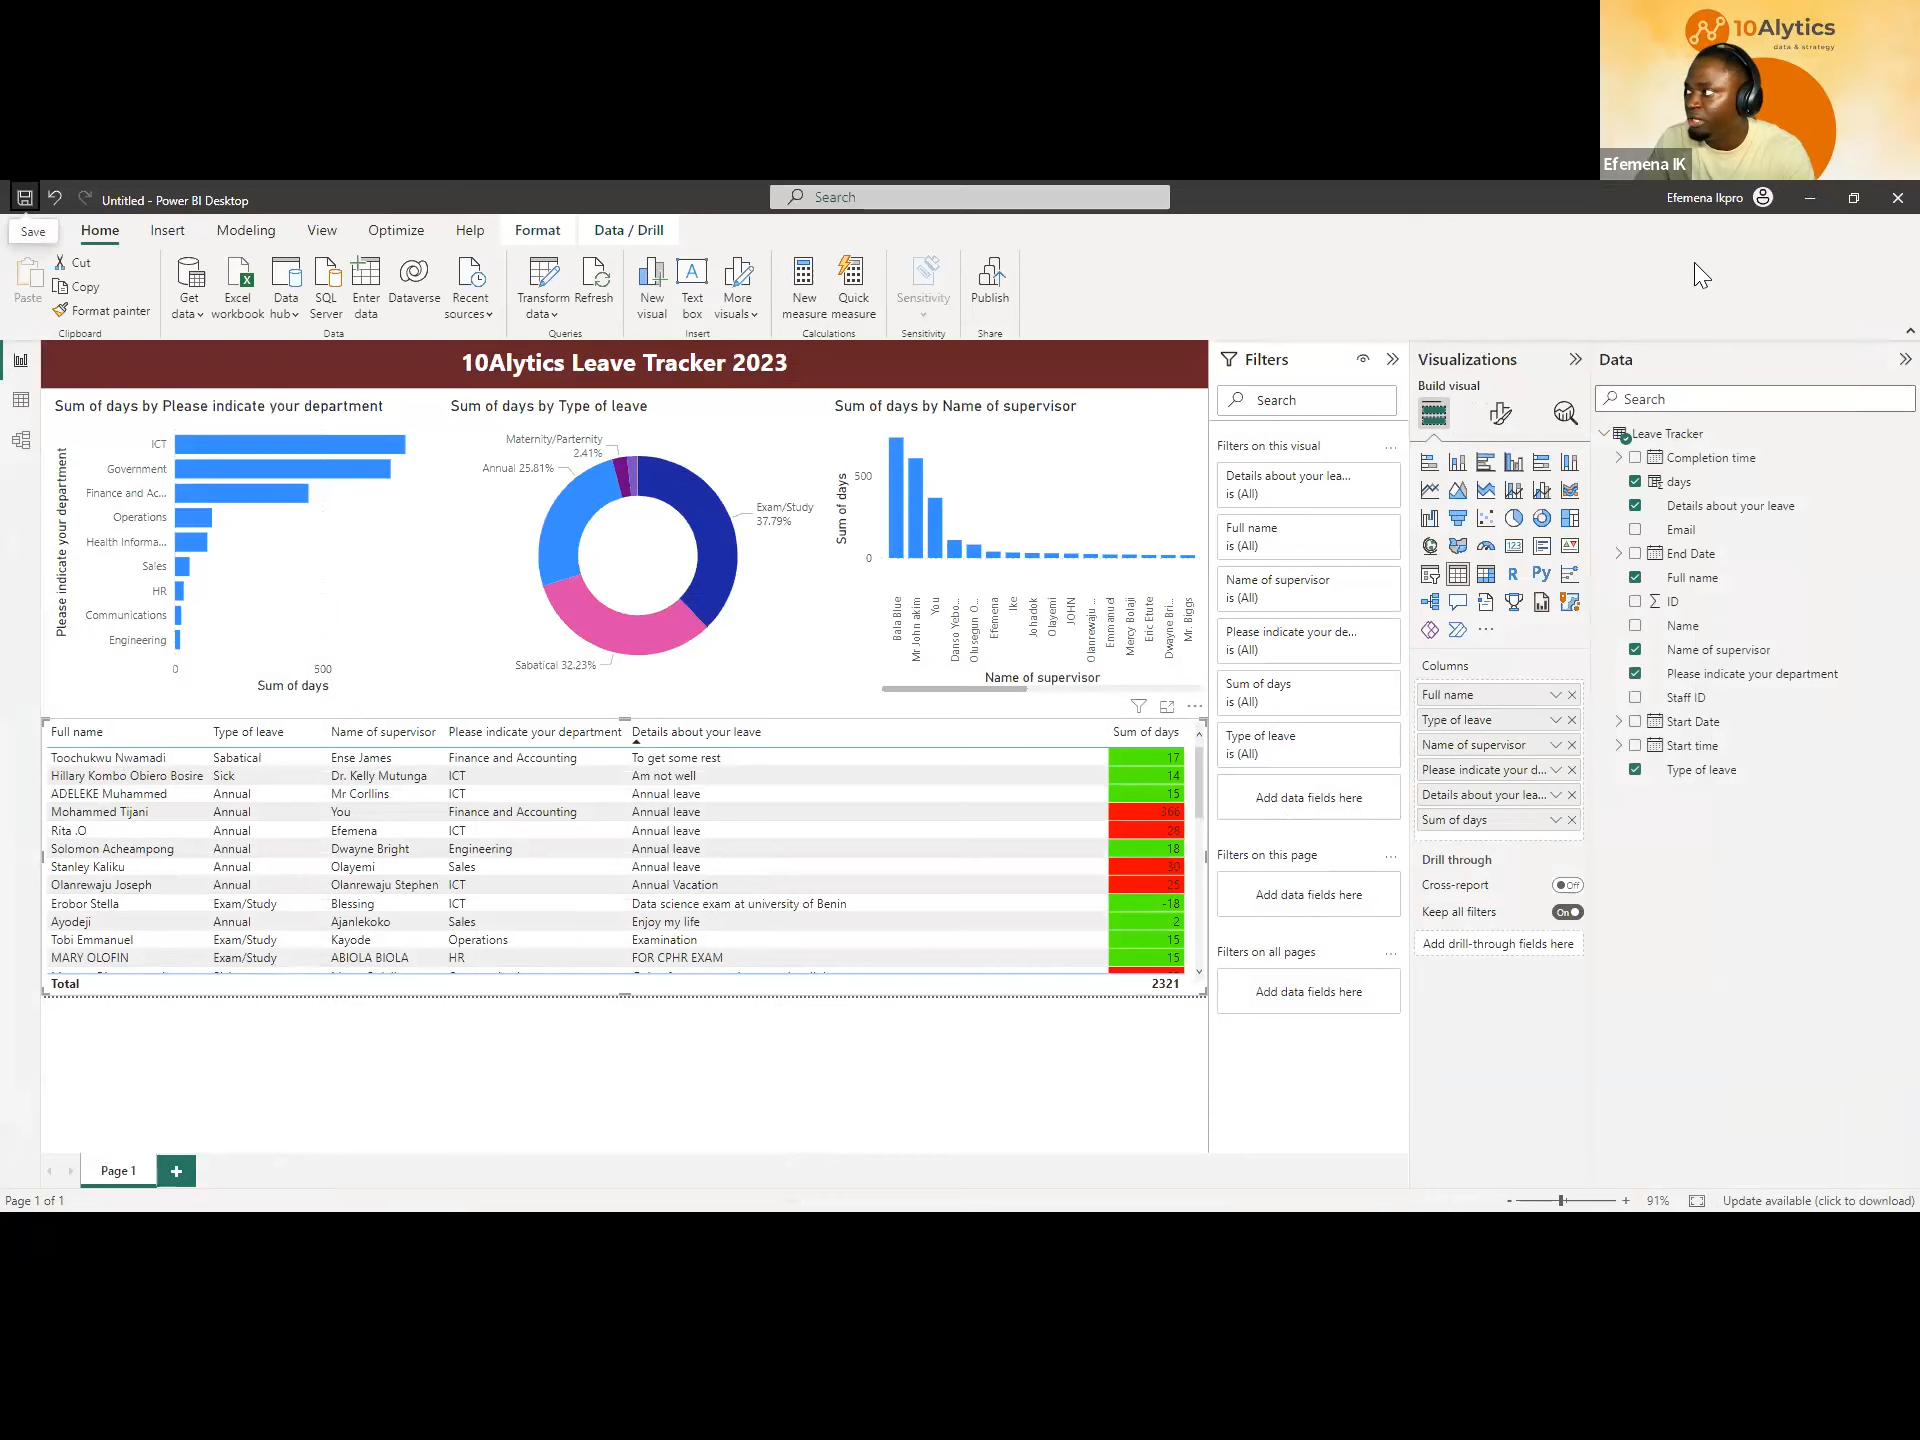 10Alytics
data & strategy
Efemena IK
Untitled - Power BI Desktop
Search
Efemena Ikpro
Save
Home
Insert
Modeling
View
Optimize
Help
Format
Data / Drill
Paste
Cut
Copy
Format painter
Clipboard
Get data
Excel workbook
Data hub
SQL Server
Enter data
Dataverse
Recent sources
Data
Transform data
Refresh
Queries
New visual
Text box
More visuals
Insert
New measure
Quick measure
Calculations
Sensitivity
Sensitivity
Publish
Share
10Alytics Leave Tracker 2023
Sum of days by Please indicate your department
Please indicate your department
ICT
Government
Finance and Ac...
Operations
Health Informa...
Sales
HR
Communications
Engineering
0
500
Sum of days
Sum of days by Type of leave
Maternity/Parternity
2.41%
Annual 25.81%
Exam/Study
37.79%
Sabatical 32.23%
Sum of days by Name of supervisor
Sum of days
500
0
Bala Blue
Mr John akim
You
Danso Yebo...
Olusegun O...
Efemena
Ike
Johadok
Olayemi
JOHN
Olanrewaju ...
Emmanuel
Mercy Bolaji
Eric Etute
Dwayne Bri...
Mr. Biggs
Name of supervisor
Full name Type of leave Name of supervisor Please indicate your department Details about your leave Sum of days
Toochukwu Nwamadi Sabatical Ense James Finance and Accounting To get some rest 17
Hillary Kombo Obiero Bosire Sick Dr. Kelly Mutunga ICT Am not well 14
ADELEKE Muhammed Annual Mr Corllins ICT Annual leave 15
Mohammed Tijani Annual You Finance and Accounting Annual leave 366
Rita .O Annual Efemena ICT Annual leave 28
Solomon Acheampong Annual Dwayne Bright Engineering Annual leave 18
Stanley Kaliku Annual Olayemi Sales Annual leave 30
Olanrewaju Joseph Annual Olanrewaju Stephen ICT Annual Vacation 25
Erobor Stella Exam/Study Blessing ICT Data science exam at university of Benin -18
Ayodeji Annual Ajanlekoko Sales Enjoy my life 2
Tobi Emmanuel Exam/Study Kayode Operations Examination 15
MARY OLOFIN Exam/Study ABIOLA BIOLA HR FOR CPHR EXAM 15
Total 2321
Filters
Search
Filters on this visual
Details about your lea...
is (All)
Full name
is (All)
Name of supervisor
is (All)
Please indicate your de...
is (All)
Sum of days
is (All)
Type of leave
is (All)
Add data fields here
Filters on this page
Add data fields here
Filters on all pages
Add data fields here
Visualizations
Build visual
123
R
Py
Columns
Full name
Type of leave
Name of supervisor
Please indicate your d...
Details about your lea...
Sum of days
Drill through
Cross-report
Off
Keep all filters
On
Add drill-through fields here
Data
Search
Leave Tracker
Completion time
days
Details about your leave
Email
End Date
Full name
ID
Name
Name of supervisor
Please indicate your department
Staff ID
Start Date
Start time
Type of leave
Page 1
Page 1 of 1
91%
Update available (click to download)